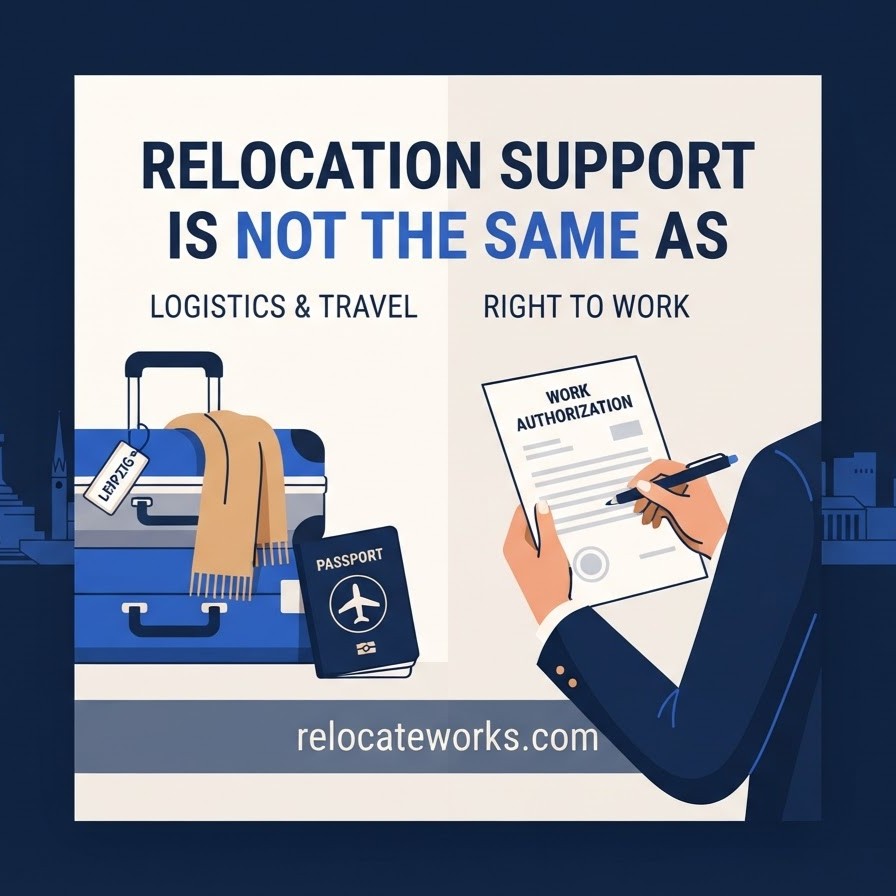 RELOCATION SUPPORT
IS NOT THE SAME AS
LOGISTICS & TRAVEL
RIGHT TO WORK
LEIPZIG
PASSPORT
WORK
AUTHORIZATION
relocateworks.com